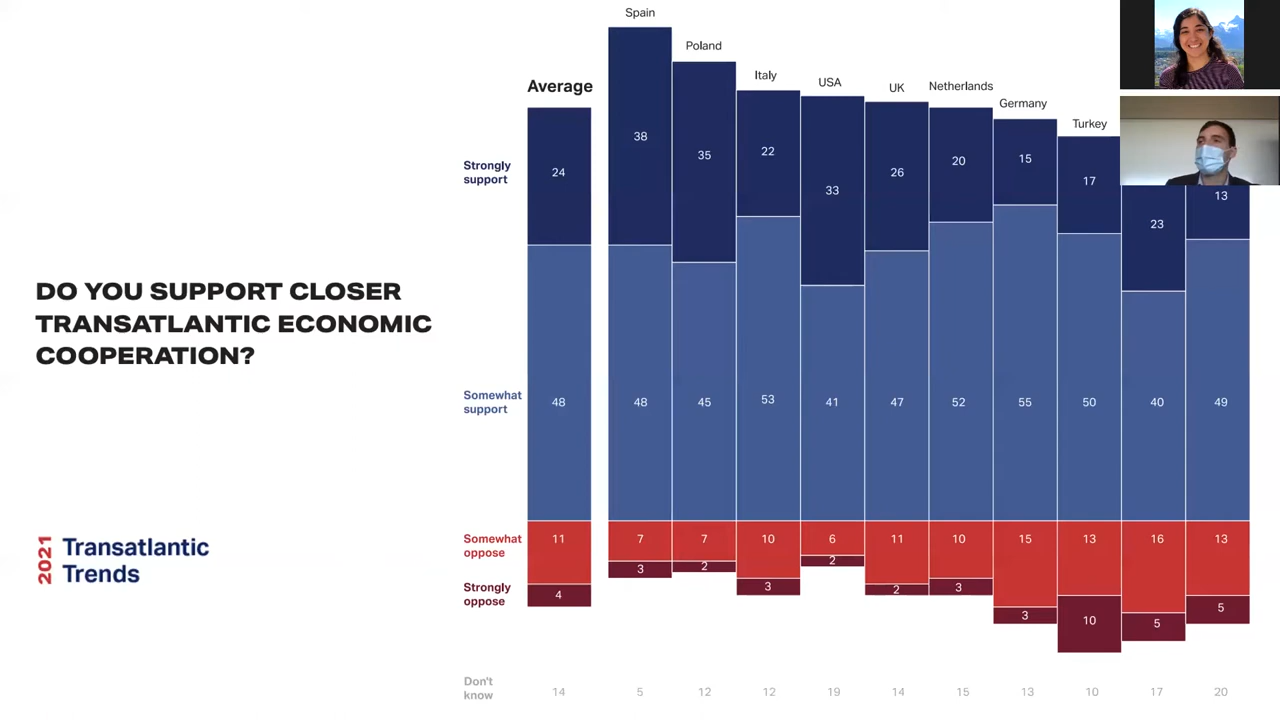 Spain
Poland
Italy
USA
UK
Netherlands
Germany
Turkey
Average
Strongly
support
24
38
35
22
33
26
20
15
17
23
13
DO YOU SUPPORT CLOSER
TRANSATLANTIC ECONOMIC
COOPERATION?
Somewhat
support
48
48
45
53
41
47
52
55
50
40
49
Somewhat
oppose
11
7
7
10
6
11
10
15
13
16
13
Strongly
oppose
4
3
2
3
2
2
3
3
10
5
5
2021
Transatlantic
Trends
Don't
know
14
5
12
12
19
14
15
13
10
17
20